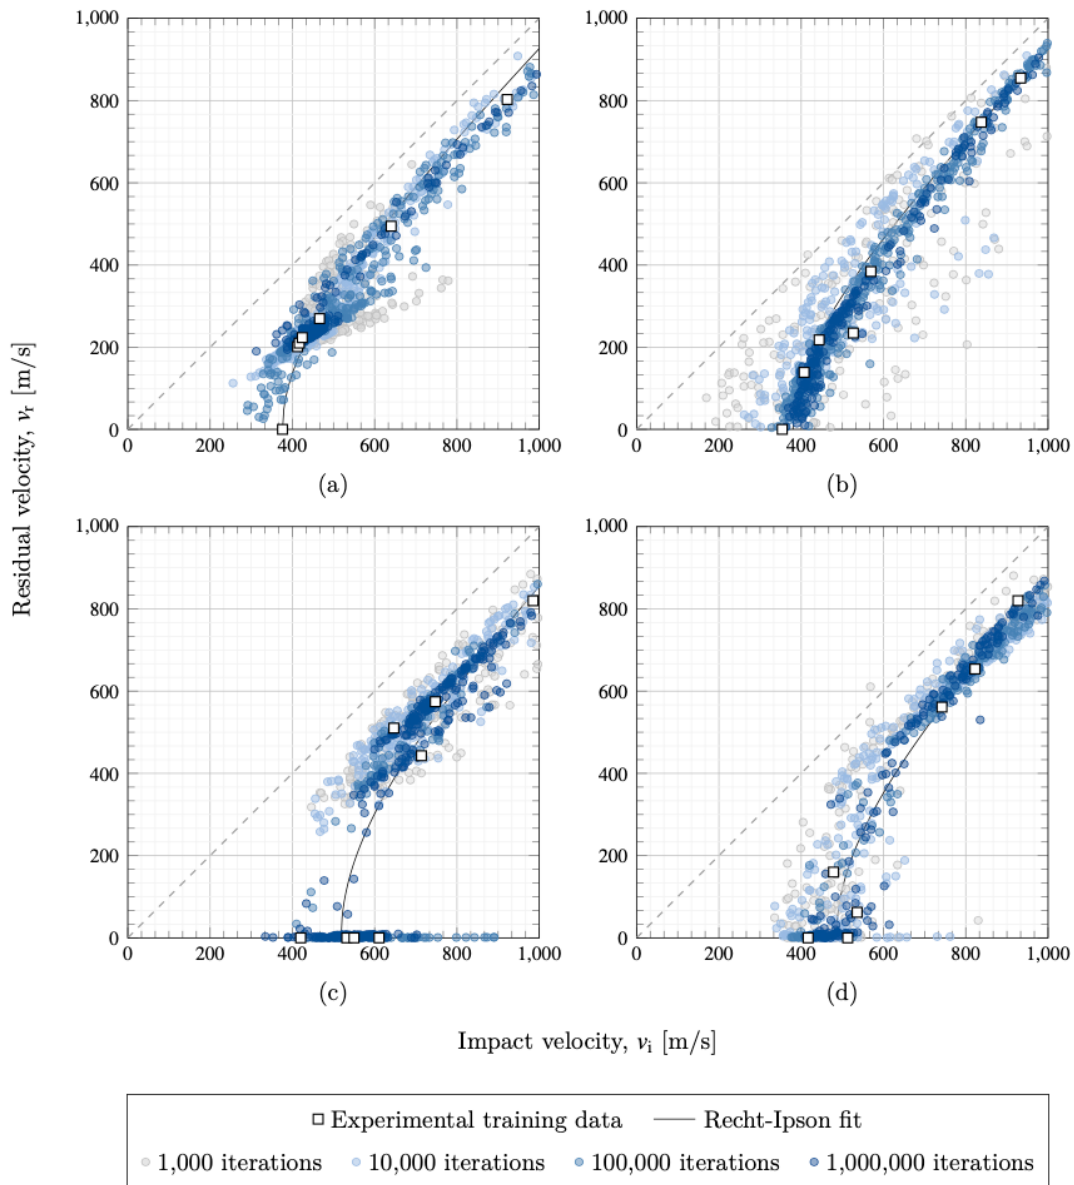 1,000
800
600
400
200
0
0 200 400 600 800 1,000
(a)
1,000
800
600
400
200
0
0 200 400 600 800 1,000
(b)
Residual velocity, vr [m/s]
1,000
800
600
400
200
0
0 200 400 600 800 1,000
(c)
1,000
800
600
400
200
0
0 200 400 600 800 1,000
(d)
Impact velocity, vi [m/s]
Experimental training data Recht-Ipson fit
1,000 iterations 10,000 iterations 100,000 iterations 1,000,000 iterations